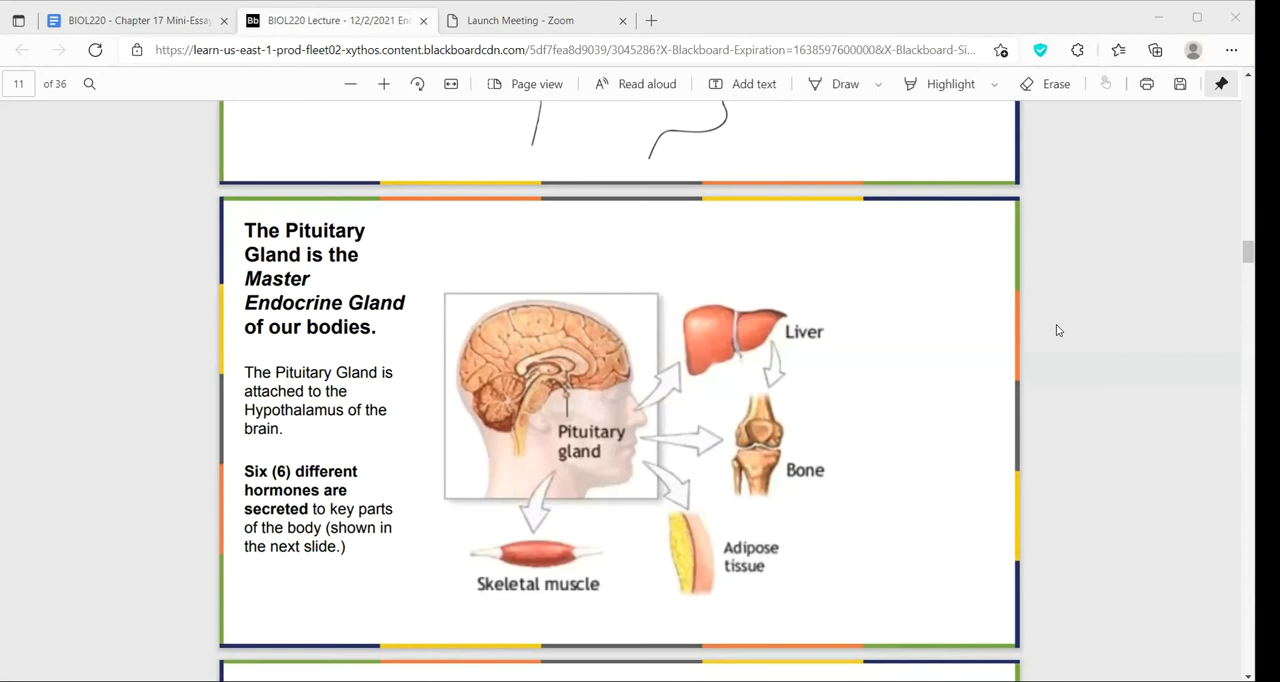 BIOL220 - Chapter 17 Mini-Essay
BIOL220 Lecture - 12/2/2021 En
Launch Meeting - Zoom
https://learn-us-east-1-prod-fleet02-xythos.content.blackboardcdn.com/5df7fea8d9039/3045286?X-Blackboard-Expiration=16385976000000&X-Blackboard-Si...
11 of 36
Page view
Read aloud
Add text
Draw
Highlight
Erase
The Pituitary
Gland is the
Master
Endocrine Gland
of our bodies.
The Pituitary Gland is
attached to the
Hypothalamus of the
brain.
Six (6) different
hormones are
secreted to key parts
of the body (shown in
the next slide.)
Pituitary
gland
Liver
Bone
Adipose
tissue
Skeletal muscle